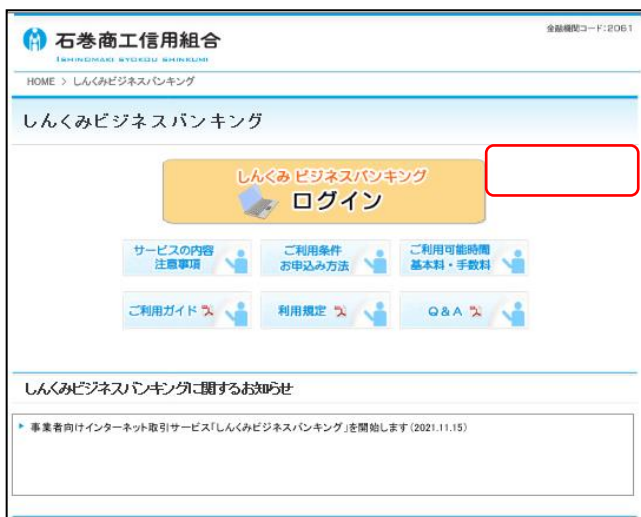 石巻商工信用組合
ISHINOMAKI SYOKOU SHINKUMI
金融機関コード:2061
HOME > しんくみビジネスバンキング
しんくみビジネスバンキング
しんくみ ビジネスバンキング
ログイン
サービスの内容
注意事項
ご利用条件
お申込み方法
ご利用可能時間
基本料・手数料
ご利用ガイド
利用規定
Q&A
しんくみビジネスバンキングに関するお知らせ
事業者向けインターネット取引サービス「しんくみビジネスバンキング」を開始します(2021.11.15)